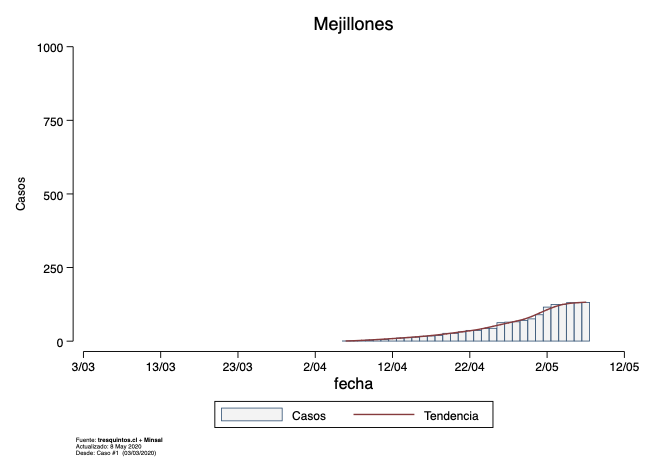 Mejillones
1000
750
500
250
0
Casos
3/03 13/03 23/03 2/04 12/04 22/04 2/05 12/05
fecha
Casos Tendencia
Fuente: tresquintos.cl + Minsal
Actualizado: 8 May 2020
Desde: Caso #1 (03/03/2020)